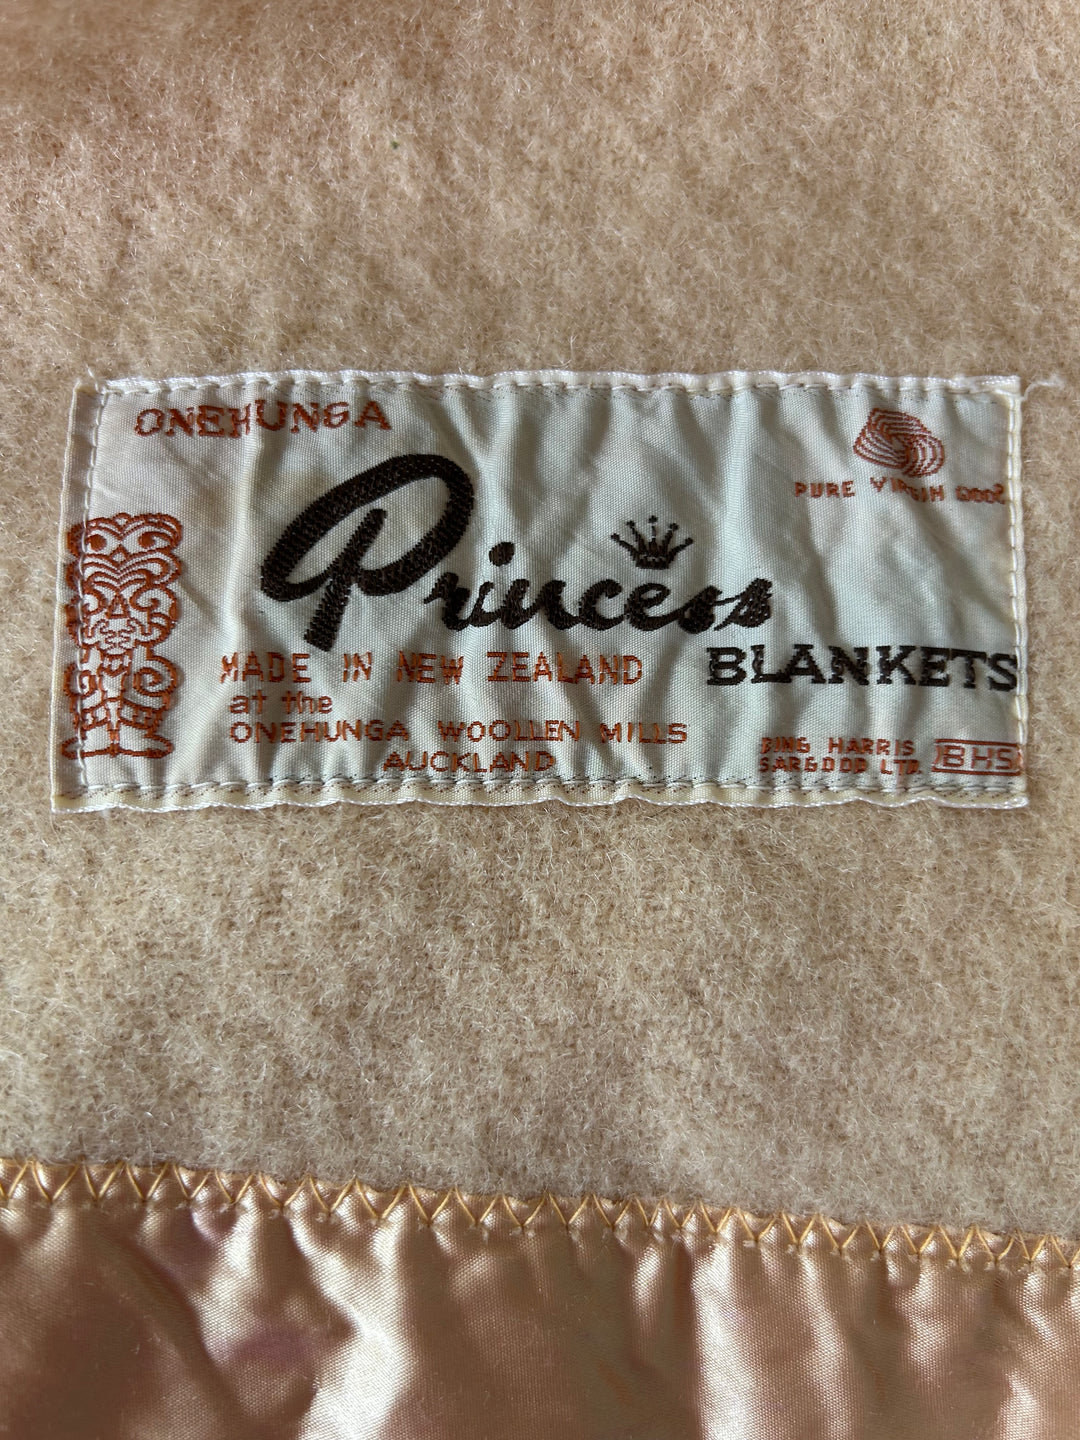 ONEHUNGA
PURE VIRGIN WOOL
Princess
BLANKETS
MADE IN NEW ZEALAND
at the
ONEHUNGA WOOLLEN MILLS
AUCKLAND
BING HARRIS
SARGOOD LTD.
BHS